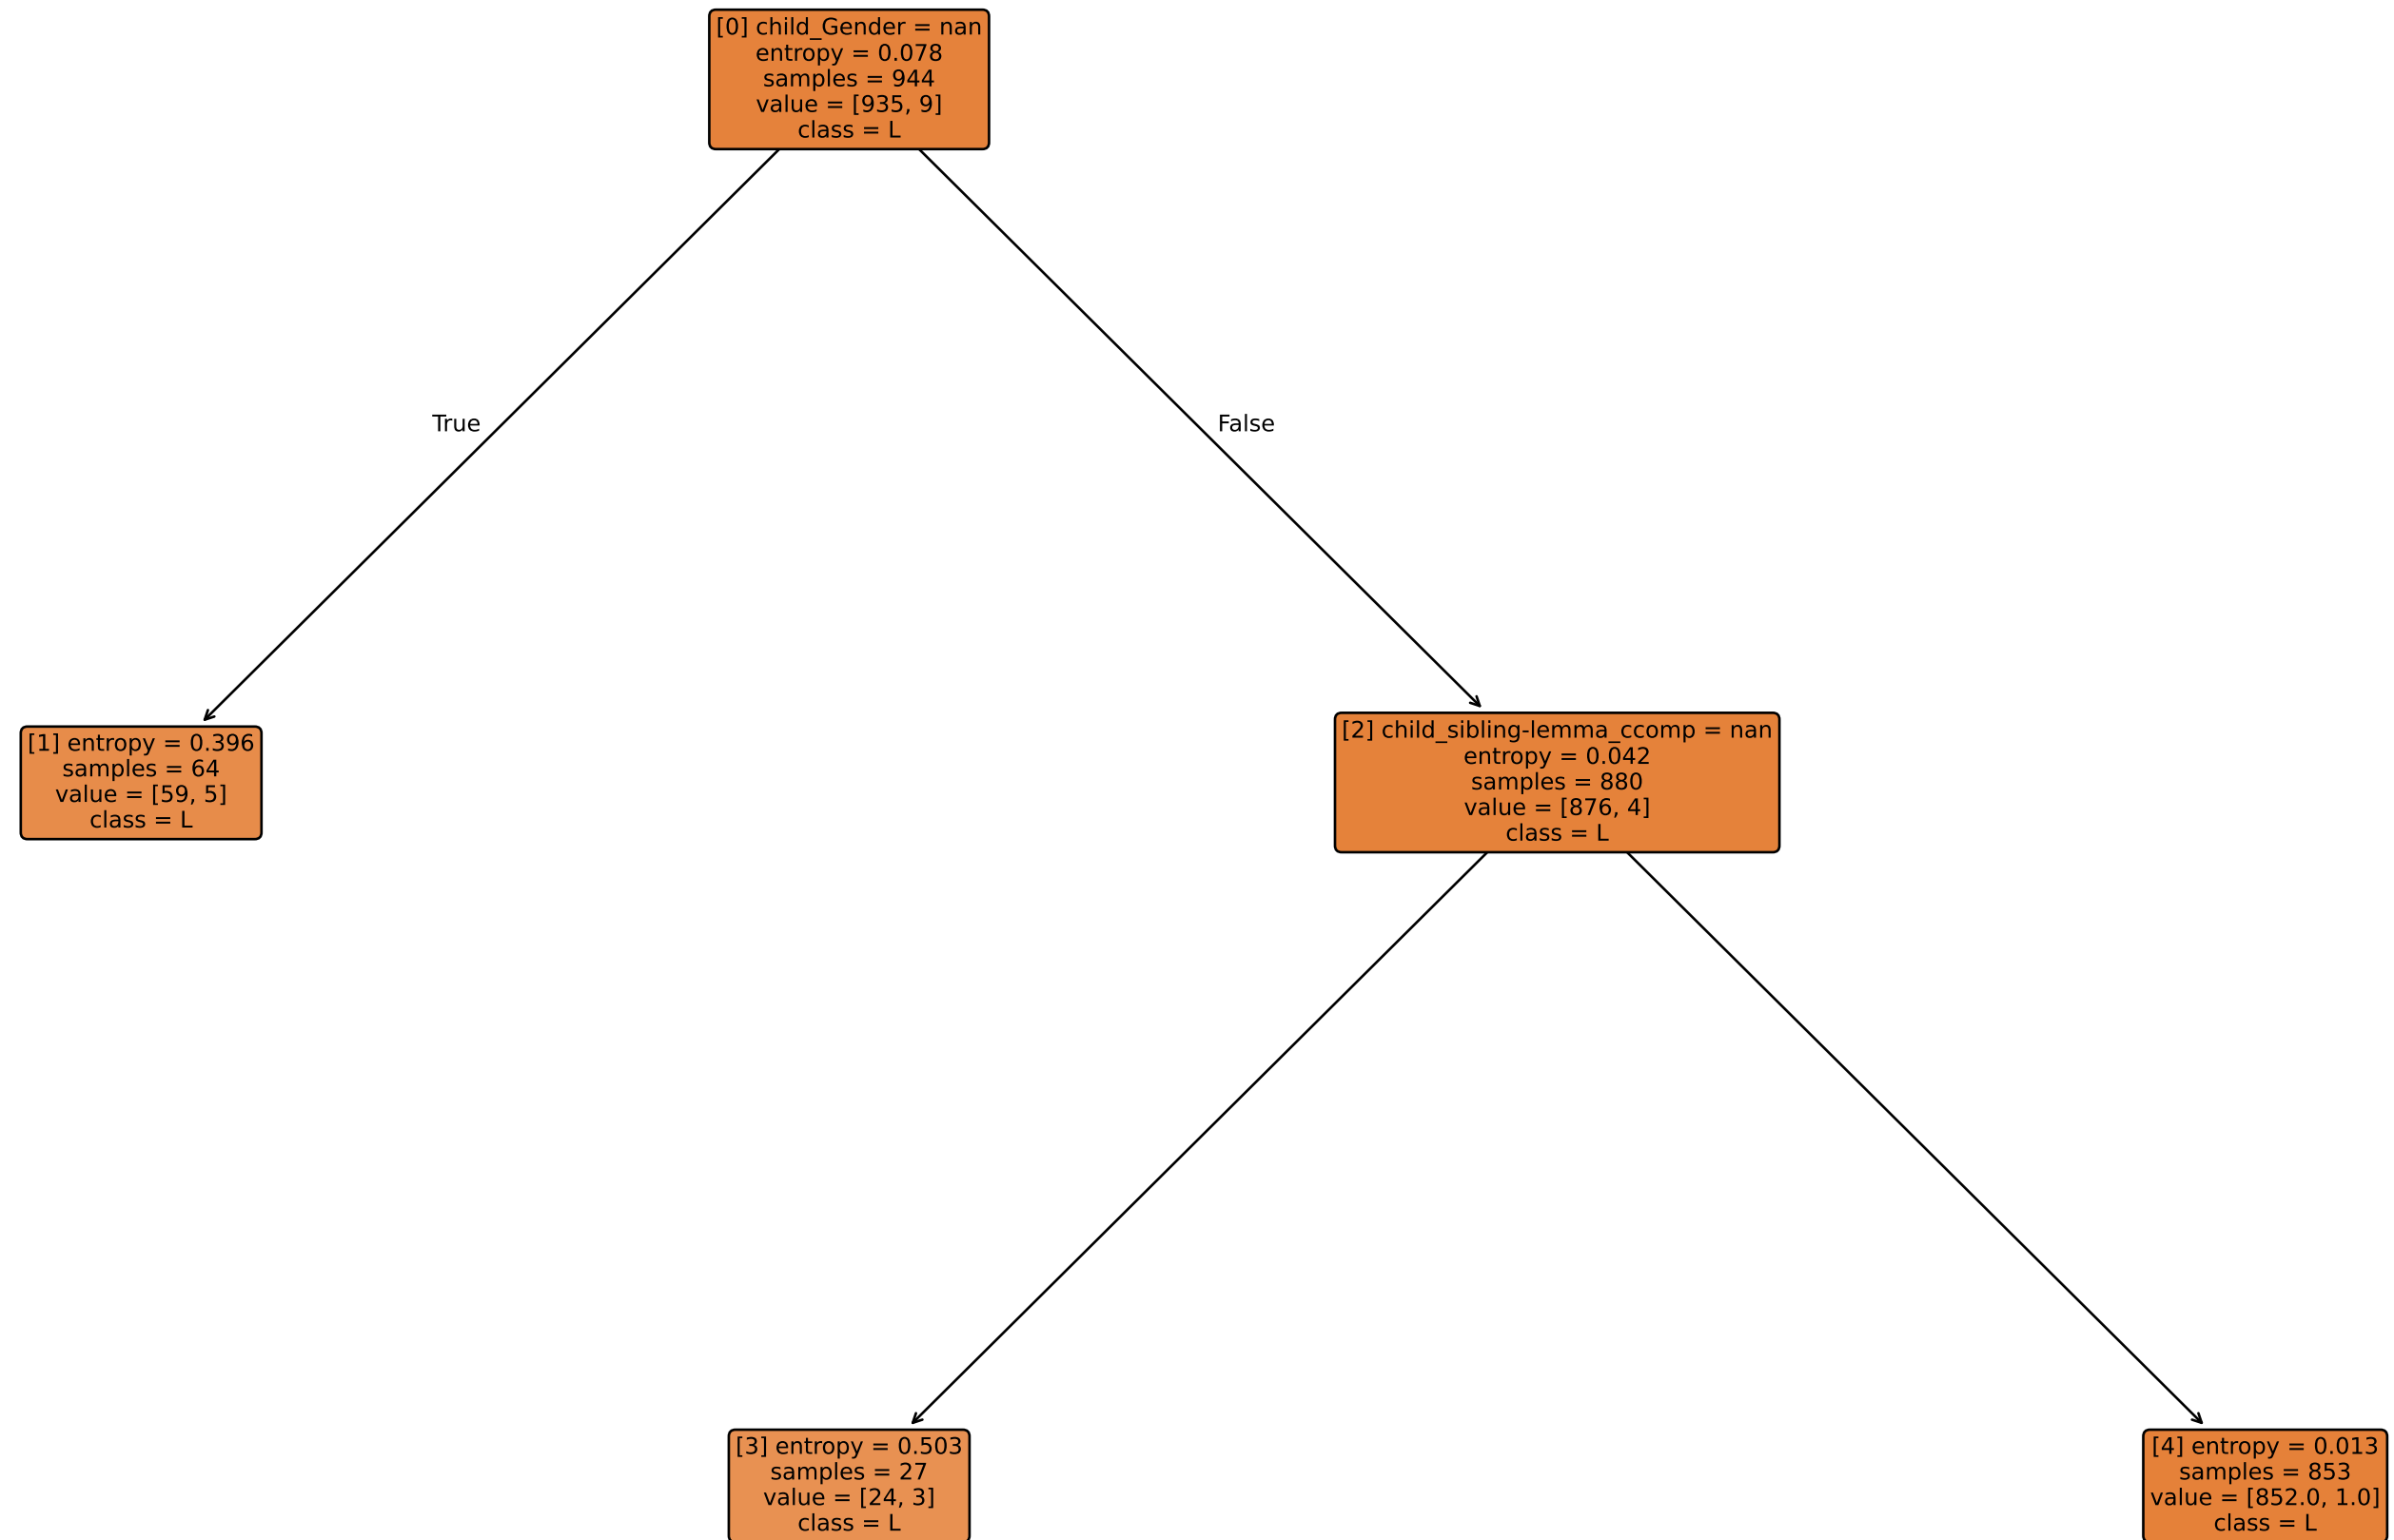 [0] child_Gender = nan
entropy = 0.078
samples = 944
value = [935, 9]
class = L
True
False
[1] entropy = 0.396
samples = 64
value = [59, 5]
class = L
[2] child_sibling-lemma_ccomp = nan
entropy = 0.042
samples = 880
value = [876, 4]
class = L
[3] entropy = 0.503
samples = 27
value = [24, 3]
class = L
[4] entropy = 0.013
samples = 853
value = [852.0, 1.0]
class = L